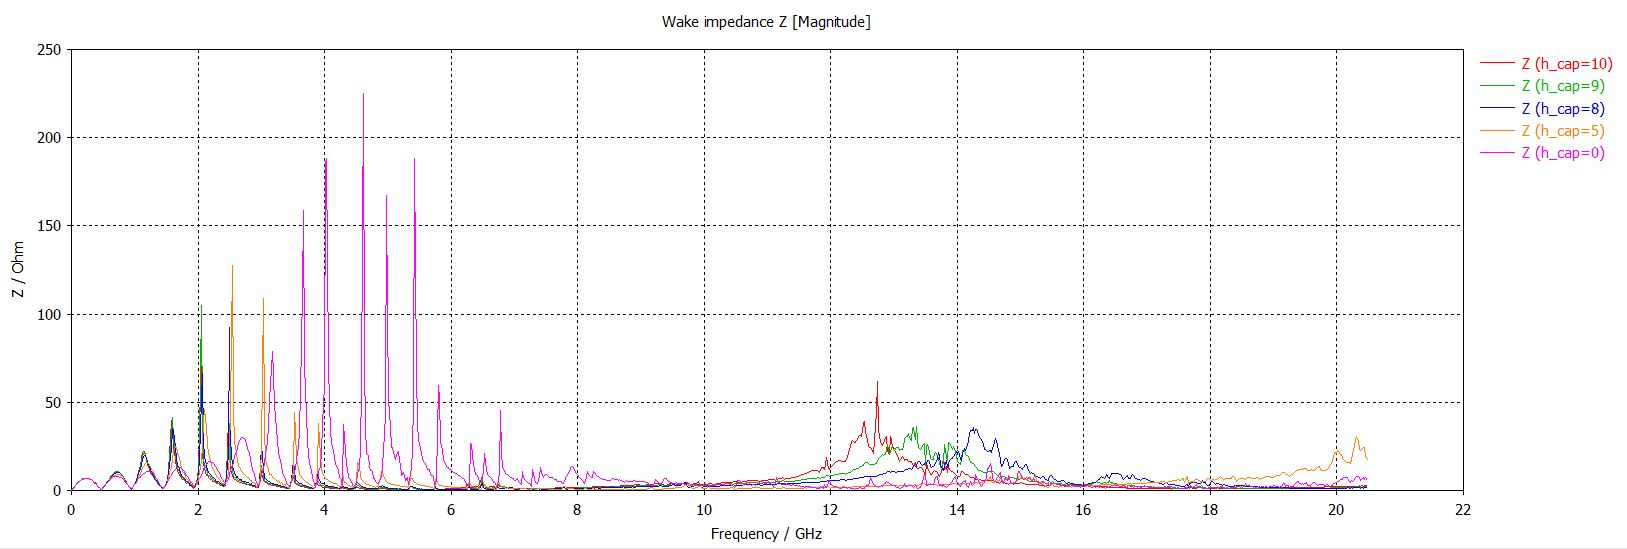 Wake impedance Z [Magnitude]
250
200
150
100
50
0
Z / Ohm
0 2 4 6 8 10 12 14 16 18 20 22
Frequency / GHz
Z (h_cap=10)
Z (h_cap=9)
Z (h_cap=8)
Z (h_cap=5)
Z (h_cap=0)